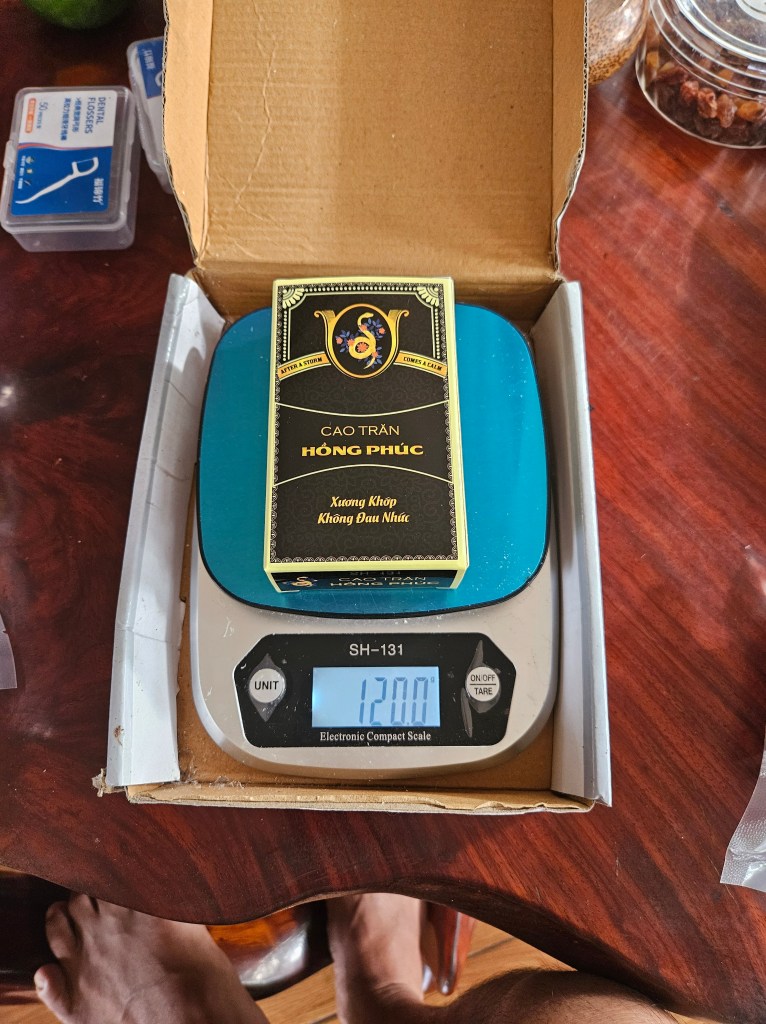 DENTAL
FLOSSERS
50
AFTER A STORM
COMES A CALM
CAO TRĂN
HỒNG PHÚC
Xương Khớp
Không Đau Nhức
CAO TRĂN
HỒNG PHÚC
SH-131
UNIT
120.0
ON/OFF
TARE
Electronic Compact Scale